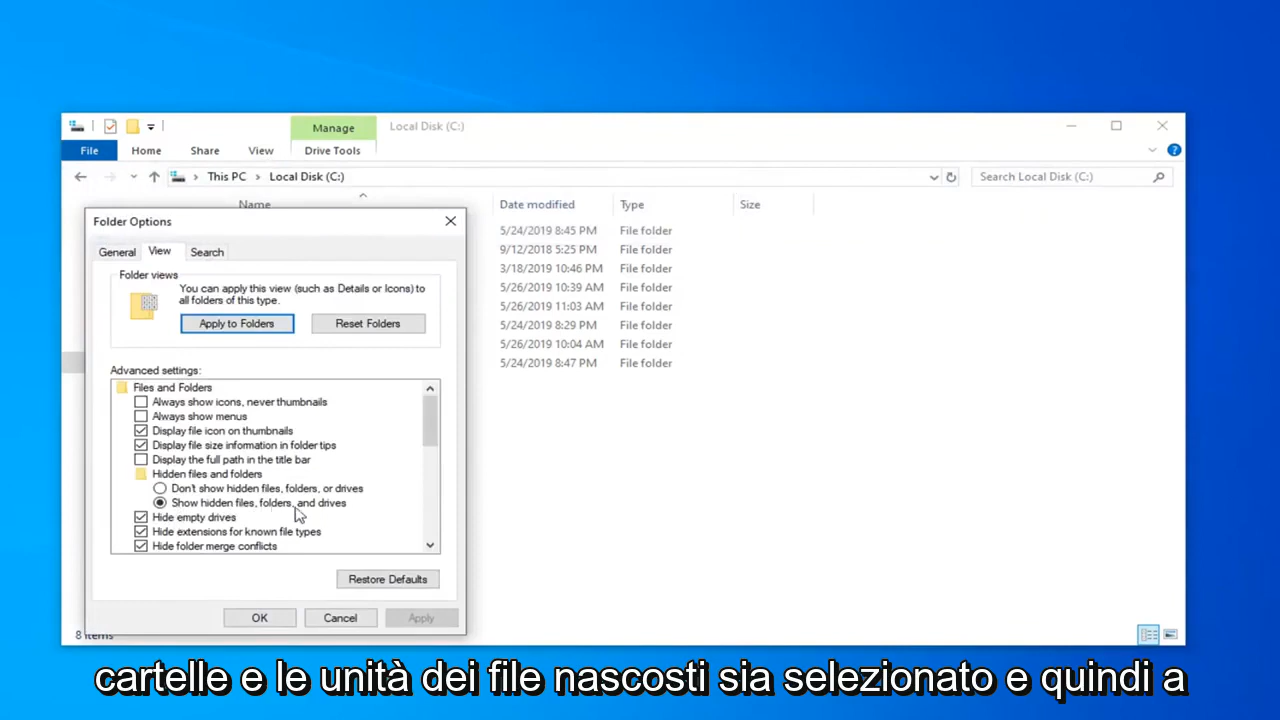 Manage
Local Disk (C:)
File
Home
Share
View
Drive Tools
This PC
Local Disk (C:)
Search Local Disk (C:)
Name
Date modified
Type
Size
5/24/2019 8:45 PM File folder
9/12/2018 5:25 PM File folder
3/18/2019 10:46 PM File folder
5/26/2019 10:39 AM File folder
5/26/2019 11:03 AM File folder
5/24/2019 8:29 PM File folder
5/26/2019 10:04 AM File folder
5/24/2019 8:47 PM File folder
Folder Options
General
View
Search
Folder views
You can apply this view (such as Details or Icons) to
all folders of this type.
Apply to Folders
Reset Folders
Advanced settings:
Files and Folders
Always show icons, never thumbnails
Always show menus
Display file icon on thumbnails
Display file size information in folder tips
Display the full path in the title bar
Hidden files and folders
Don't show hidden files, folders, or drives
Show hidden files, folders, and drives
Hide empty drives
Hide extensions for known file types
Hide folder merge conflicts
Restore Defaults
OK
Cancel
Apply
8 items
cartelle e le unità dei file nascosti sia selezionato e quindi a